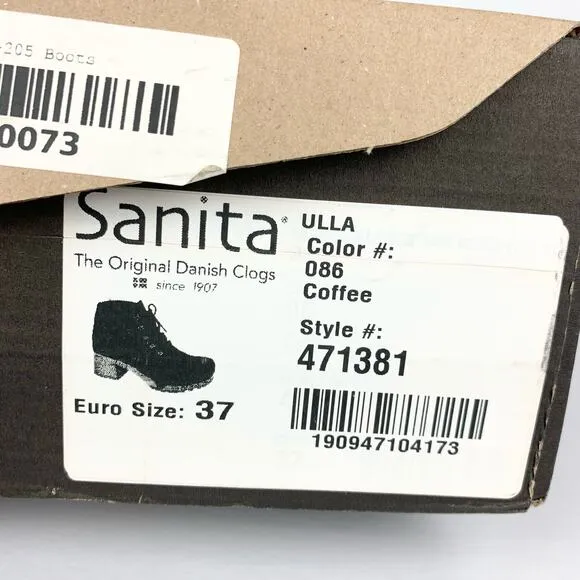 -205 Boots
0073
Sanita
The Original Danish Clogs
since 1907
Euro Size: 37
ULLA
Color #:
086
Coffee
Style #:
471381
190947104173